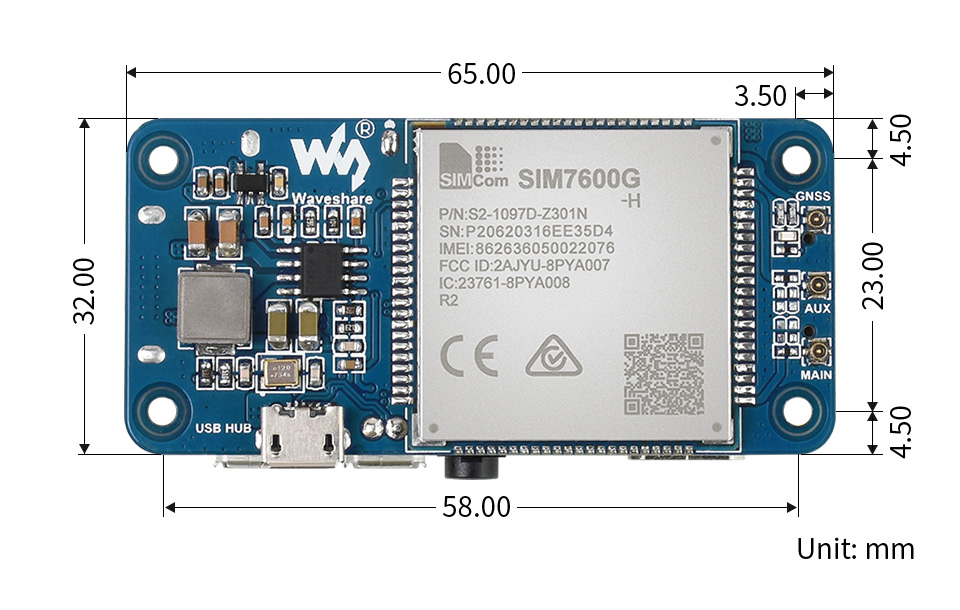 65.00
3.50
4.50
®
Waveshare
SIMCom
SIM7600G
-H
P/N:S2-1097D-Z301N
SN:P20620316EE35D4
IMEI:862636050022076
FCC ID:2AJYU-8PYA007
IC:23761-8PYA008
R2
CE
GNSS
AUX
MAIN
32.00
23.00
USB HUB
4.50
58.00
Unit: mm